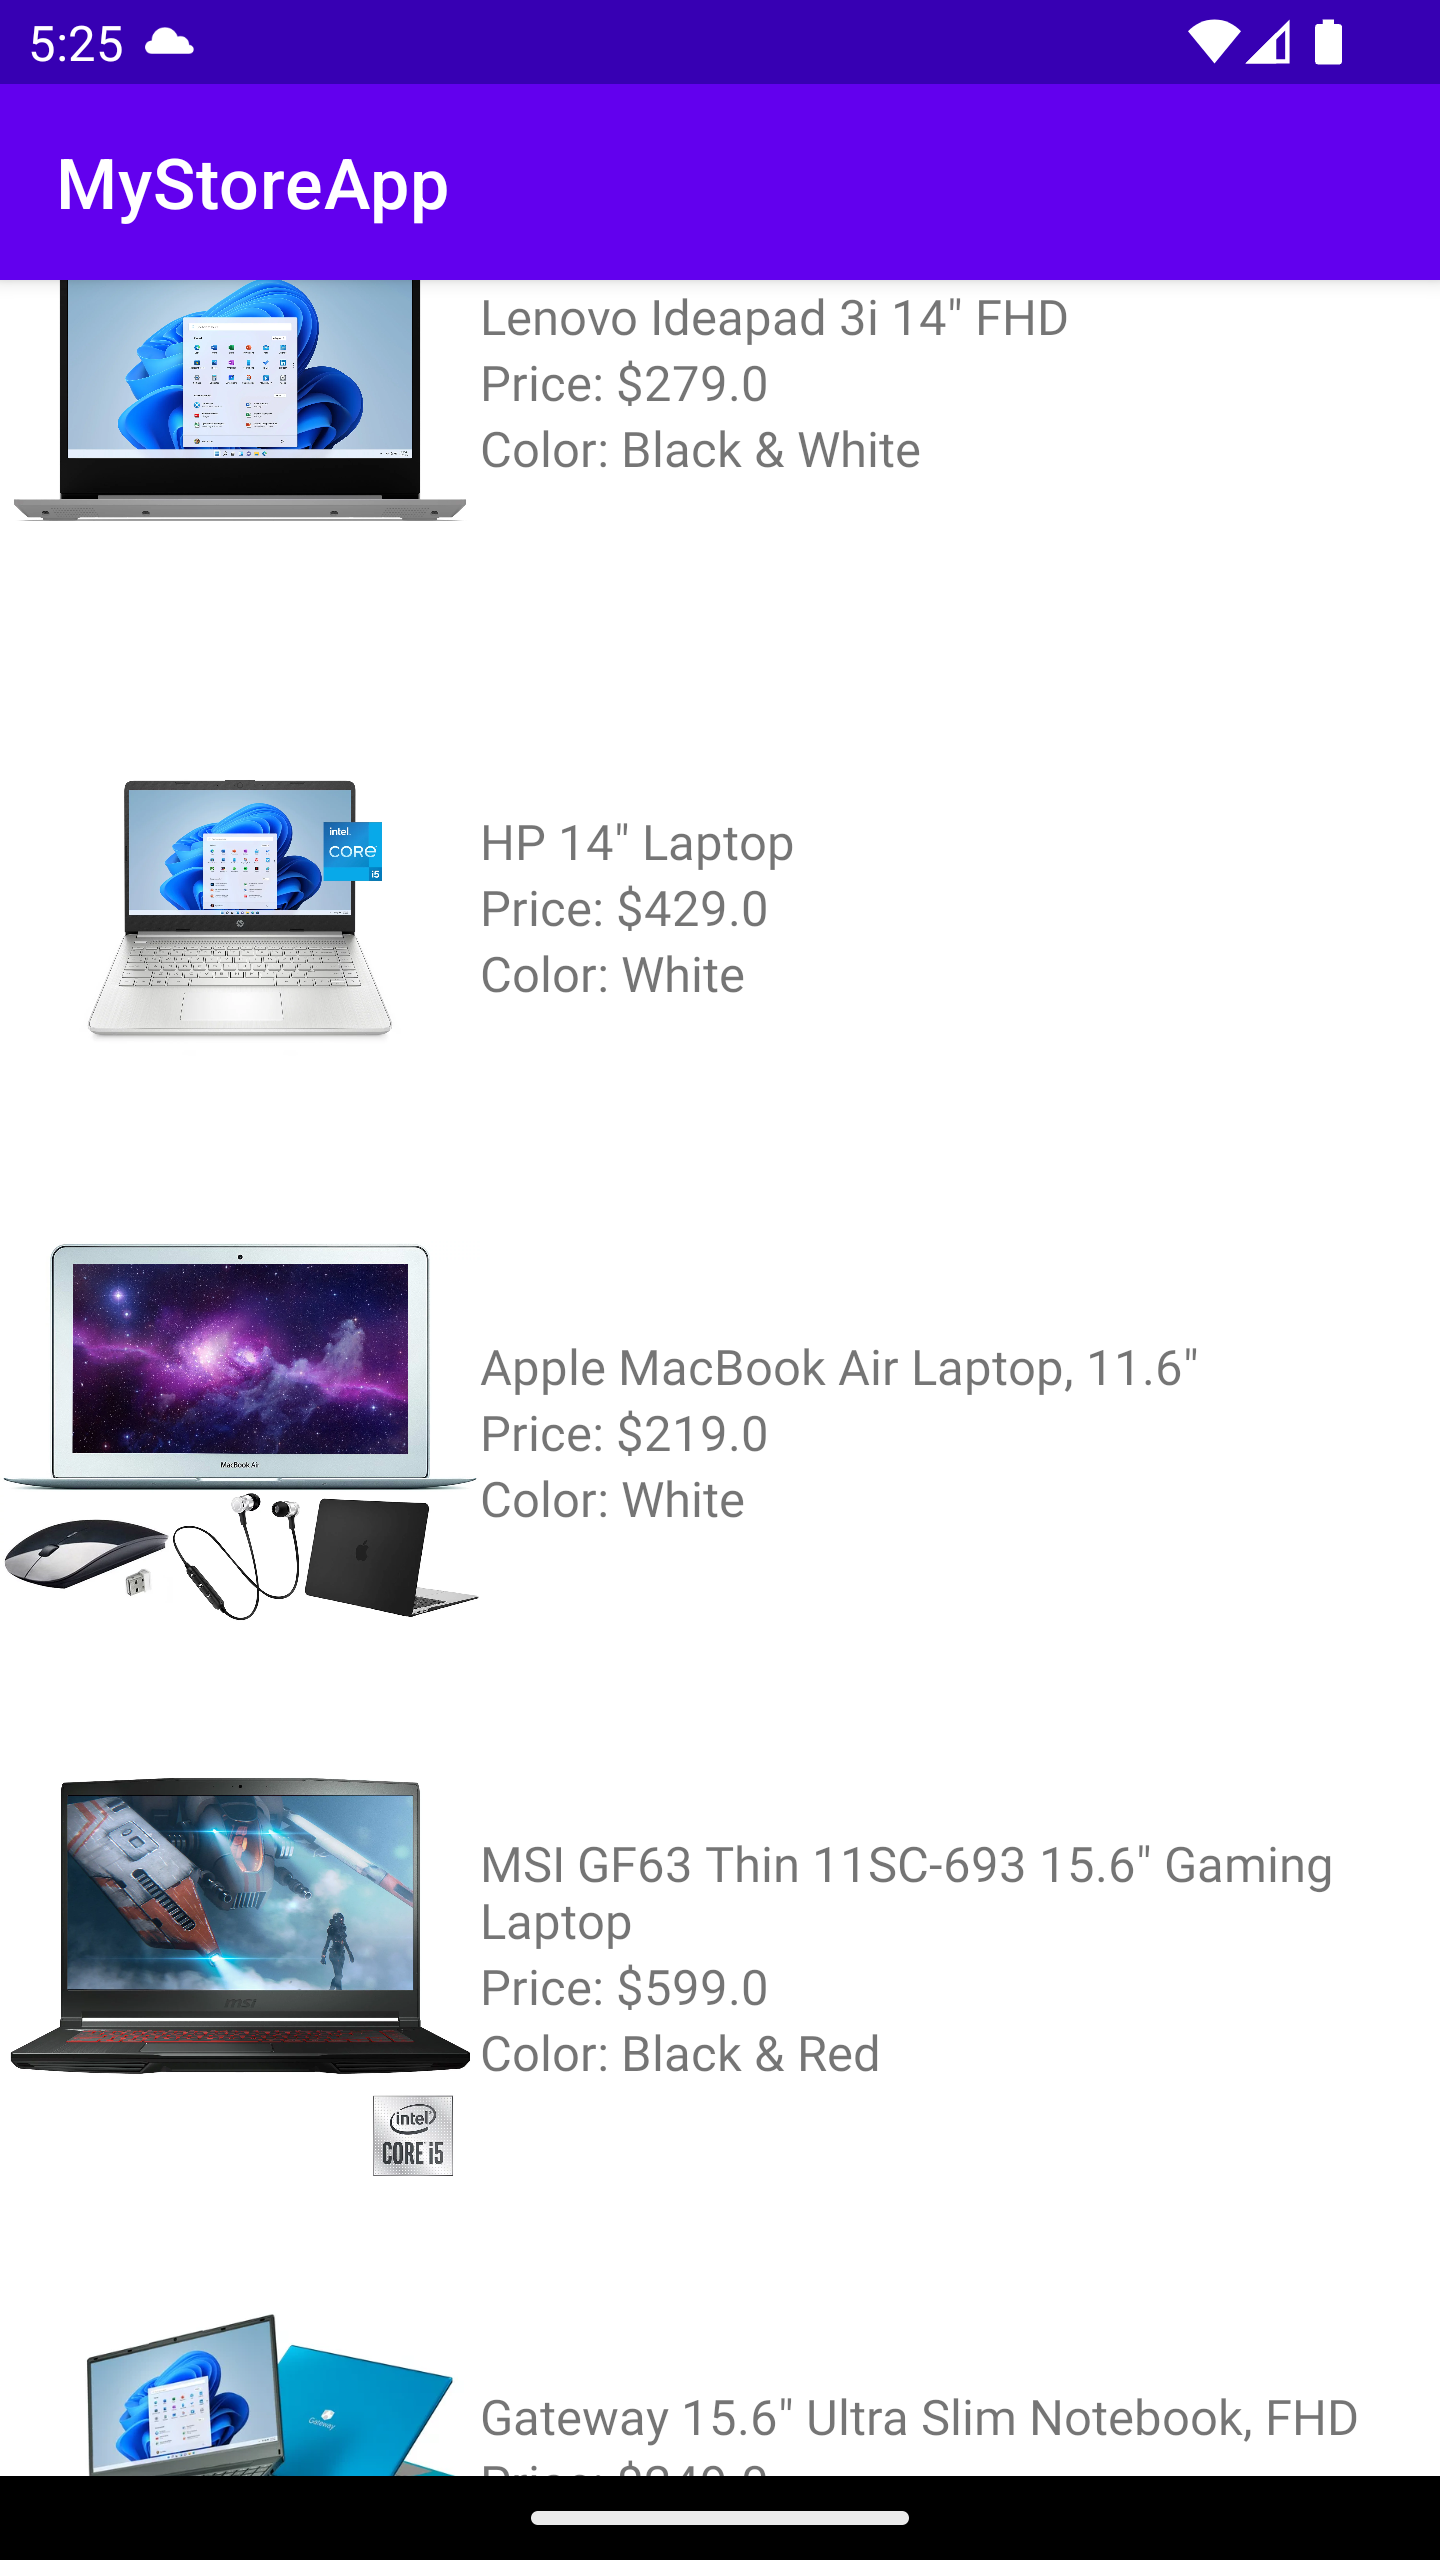 5:25
MyStoreApp
Lenovo Ideapad 3i 14" FHD
Price: $279.0
Color: Black & White
intel.
CORE
i5
HP 14" Laptop
Price: $429.0
Color: White
MacBook Air
Apple MacBook Air Laptop, 11.6"
Price: $219.0
Color: White
msi
MSI GF63 Thin 11SC-693 15.6" Gaming
Laptop
Price: $599.0
Color: Black & Red
intel
CORE i5
Gateway
Gateway 15.6" Ultra Slim Notebook, FHD